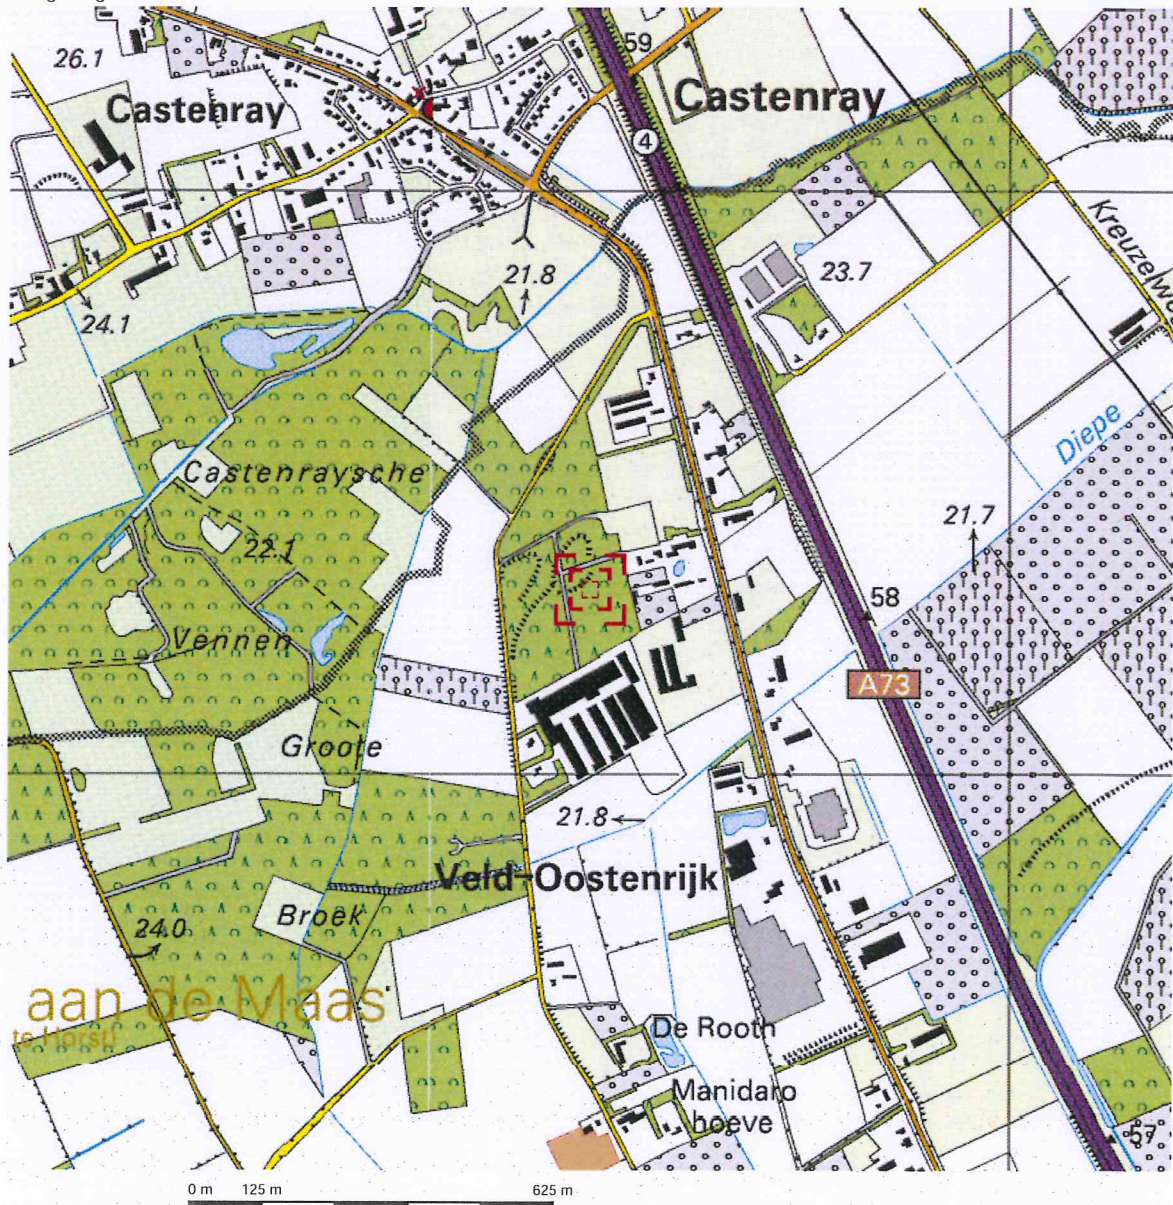 59
26.1
Castenray
Castenray
4
21.8
23.7
Kreuzelw
24.1
Diepe
Castenraysche
21.7
22.1
58
Vennen
A73
Groote
21.8
Veld-Oostenrijk
Broek
24.0
aan de Maas
te Horst)
De Rooth
Manidaro
hoeve
57
0 m 125 m 625 m